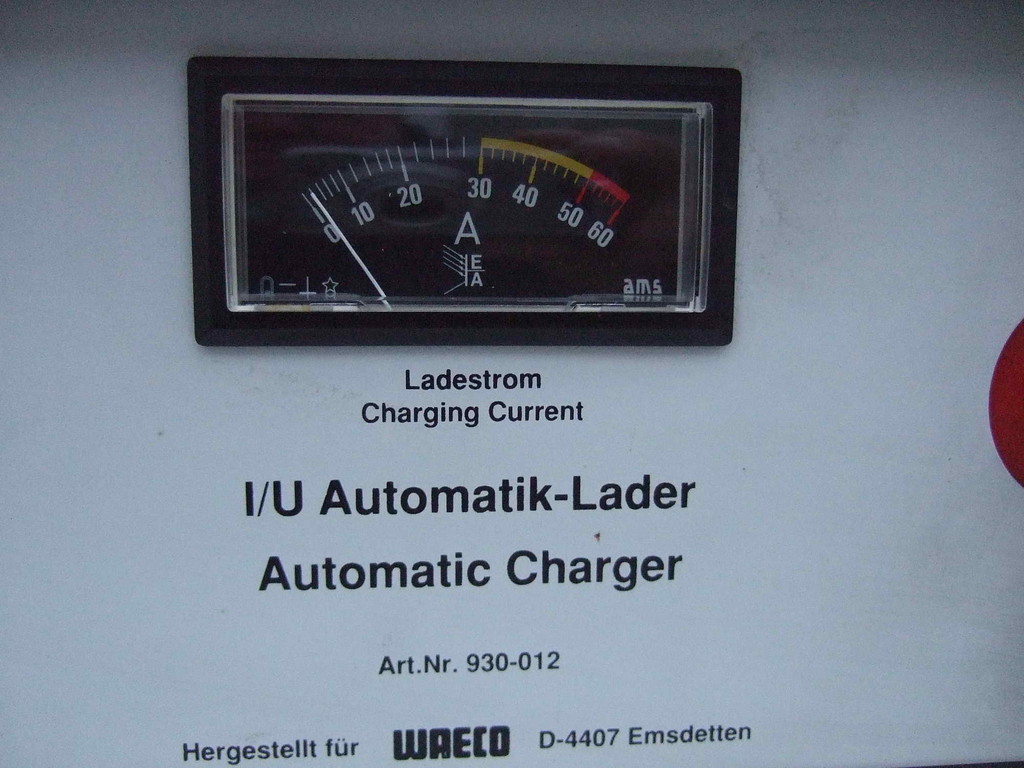 0 10 20 30 40 50 60
A
E
A
ams
Ladestrom
Charging Current
I/U Automatik-Lader
Automatic Charger
Art.Nr. 930-012
Hergestellt für WAECO D-4407 Emsdetten